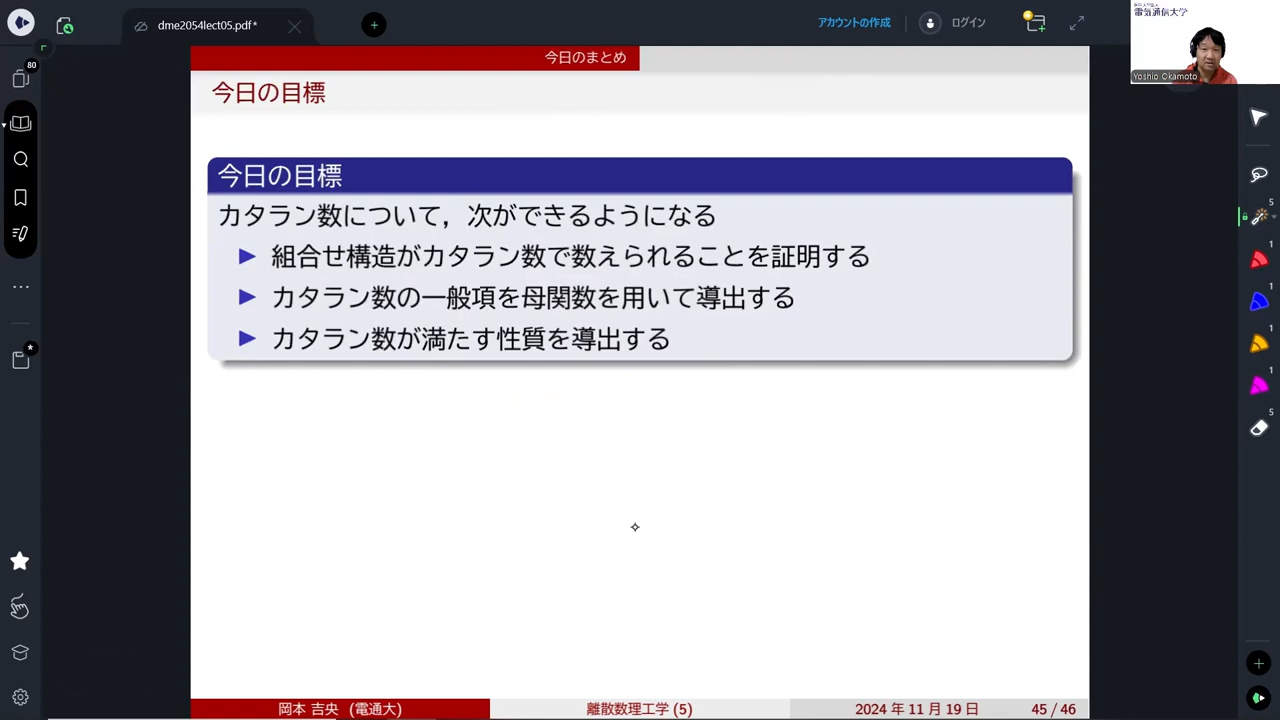 dme2054lect05.pdf*
アカウントの作成
ログイン
電気通信大学
Yoshio Okamoto
80
今日のまとめ
今日の目標
今日の目標
カタラン数について，次ができるようになる
▶ 組合せ構造がカタラン数で数えられることを証明する
▶ カタラン数の一般項を母関数を用いて導出する
▶ カタラン数が満たす性質を導出する
5
1
1
1
1
5
岡本 吉央 (電通大)
離散数理工学 (5)
2024 年 11 月 19 日
45 / 46